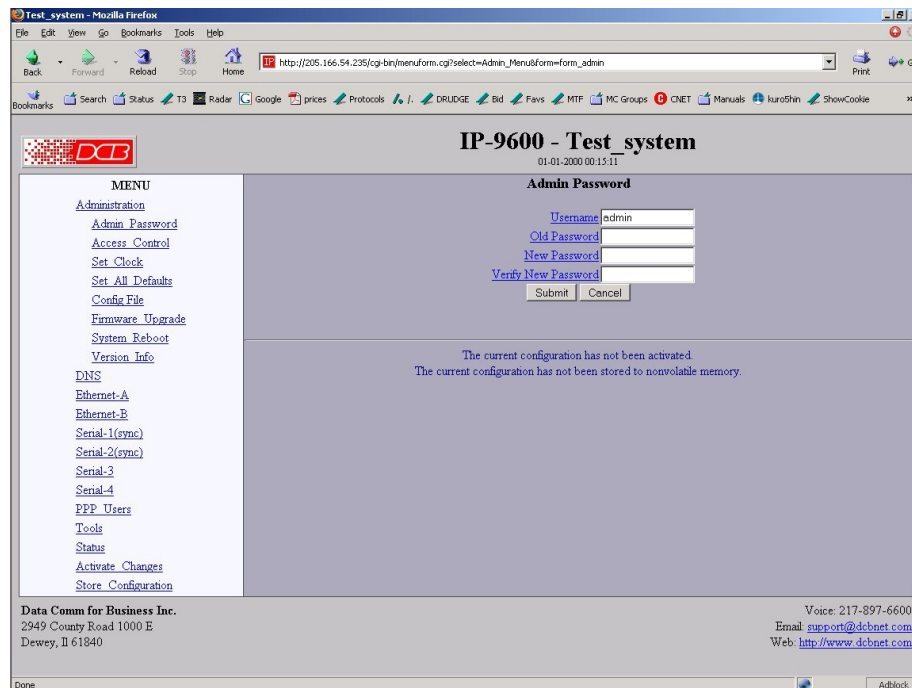 Test_system - Mozilla Firefox
File Edit View Go Bookmarks Tools Help
Back Forward Reload Stop Home
IP http://205.166.54.235/cgi-bin/menuform.cgi?select=Admin_Menu&form=form_admin
Print
Bookmarks Search Status T3 Radar Google prices Protocols /. DRUDGE Bid Favs MTF MC Groups CNET Manuals kuro5hin ShowCookie
DCB
IP-9600 - Test_system
01-01-2000 00:15:11
MENU
Administration
Admin Password
Access Control
Set Clock
Set All Defaults
Config File
Firmware Upgrade
System Reboot
Version Info
DNS
Ethernet-A
Ethernet-B
Serial-1(sync)
Serial-2(sync)
Serial-3
Serial-4
PPP Users
Tools
Status
Activate Changes
Store Configuration
Admin Password
Username admin
Old Password
New Password
Verify New Password
Submit Cancel
The current configuration has not been activated.
The current configuration has not been stored to nonvolatile memory.
Data Comm for Business Inc.
2949 County Road 1000 E
Dewey, Il 61840
Voice: 217-897-6600
Email: support@dcbnet.com
Web: http://www.dcbnet.com
Done
Adblock